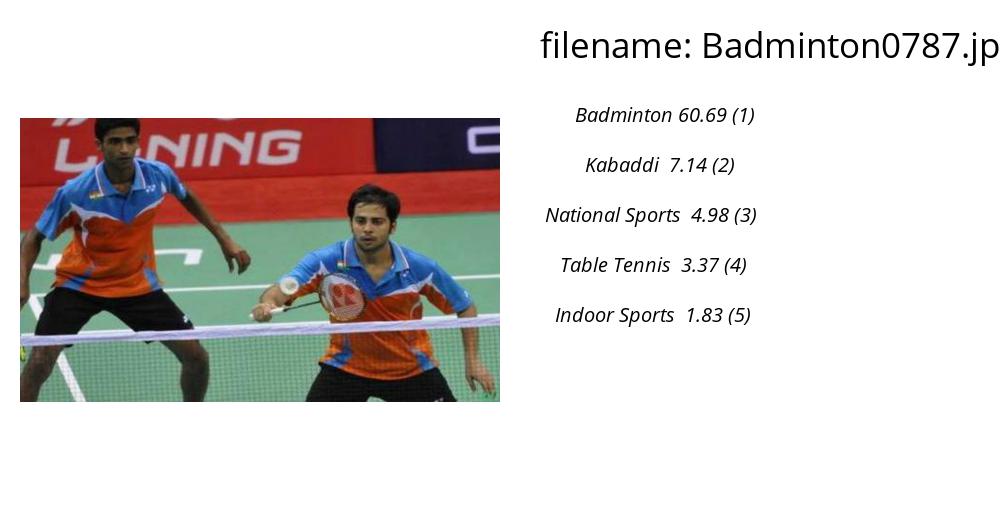 filename: Badminton0787.jp
Badminton 60.69 (1)
Kabaddi 7.14 (2)
National Sports 4.98 (3)
Table Tennis 3.37 (4)
Indoor Sports 1.83 (5)